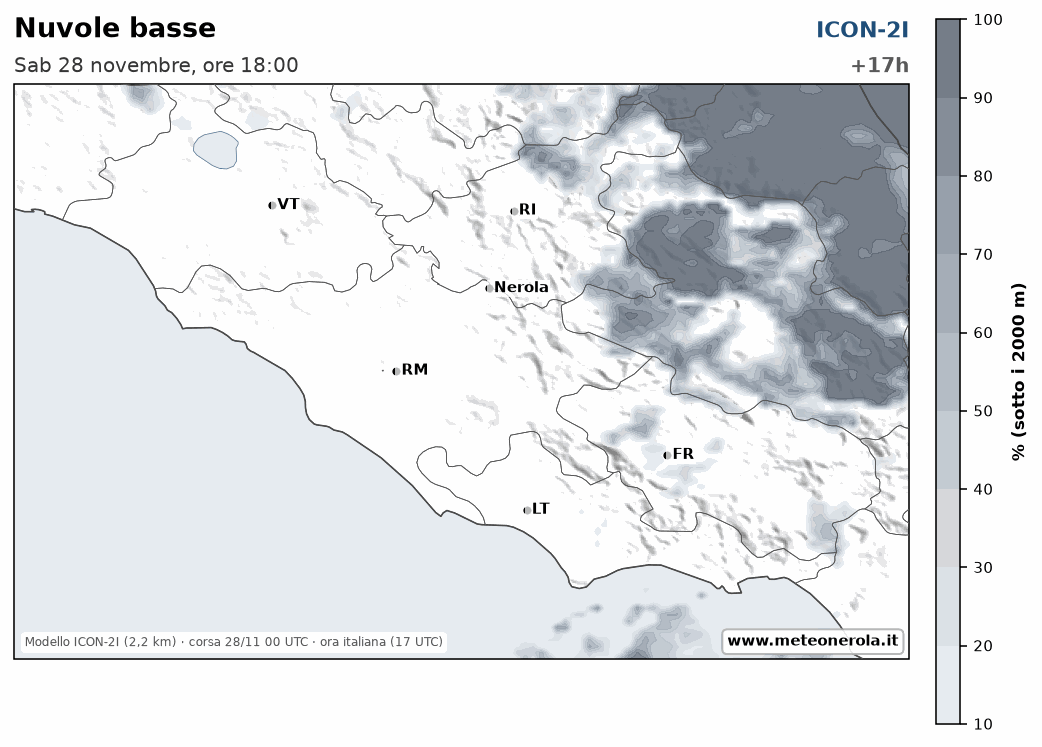 Nuvole basse
ICON-2I
Sab 28 novembre, ore 18:00
+17h
VT
RI
Nerola
RM
FR
LT
Modello ICON-2I (2,2 km) · corsa 28/11 00 UTC · ora italiana (17 UTC)
www.meteonerola.it
100
90
80
70
60
50
40
30
20
10
% (sotto i 2000 m)